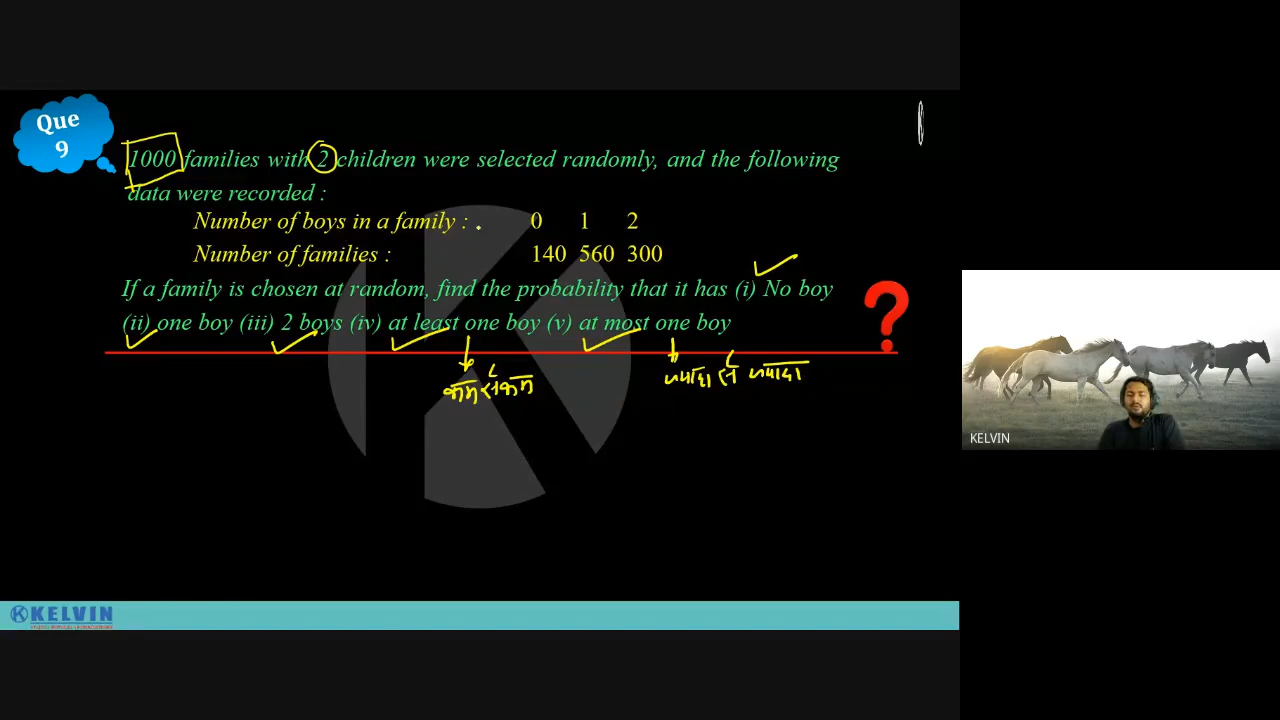 Que
9
1000 families with 2 children were selected randomly, and the following
data were recorded :
Number of boys in a family : 0 1 2
Number of families : 140 560 300
If a family is chosen at random, find the probability that it has (i) No boy
(ii) one boy (iii) 2 boys (iv) at least one boy (v) at most one boy
कम से कम
ज्यादा से ज्यादा
?
KELVIN
KELVIN